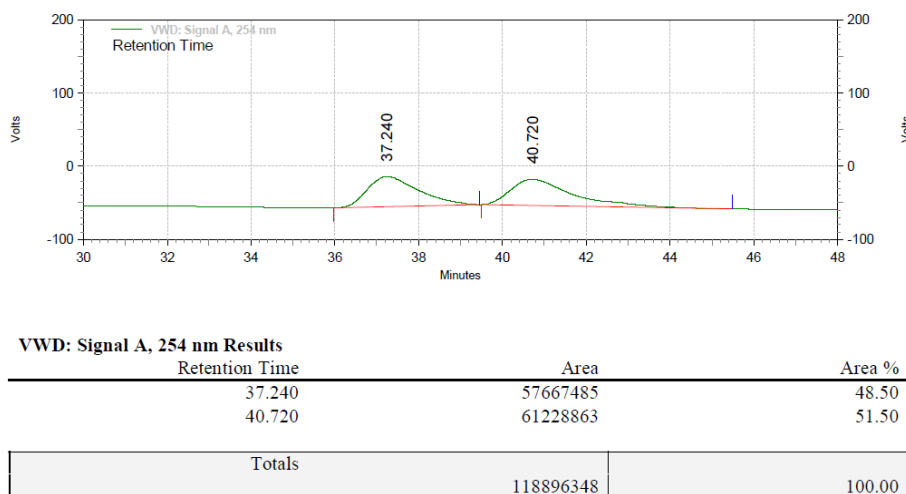 200
200
VWD: Signal A, 254 nm
Retention Time
100
100
37.240
40.720
Volts
Volts
0
0
-100
-100
30 32 34 36 38 40 42 44 46 48
Minutes
VWD: Signal A, 254 nm Results
Retention Time Area Area %
37.240 57667485 48.50
40.720 61228863 51.50
Totals
118896348 100.00